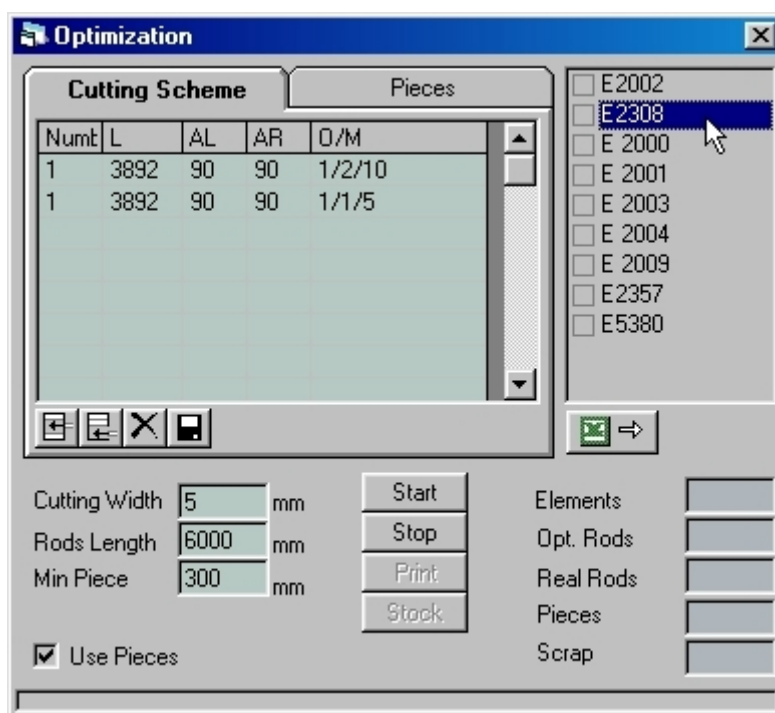 Optimization
Cutting Scheme
Pieces
Numb L AL AR O/M
1 3892 90 90 1/2/10
1 3892 90 90 1/1/5
E2002
E2308
E 2000
E 2001
E 2003
E 2004
E 2009
E2357
E5380
Cutting Width 5 mm
Rods Length 6000 mm
Min Piece 300 mm
Use Pieces
Start
Stop
Print
Stock
Elements
Opt. Rods
Real Rods
Pieces
Scrap